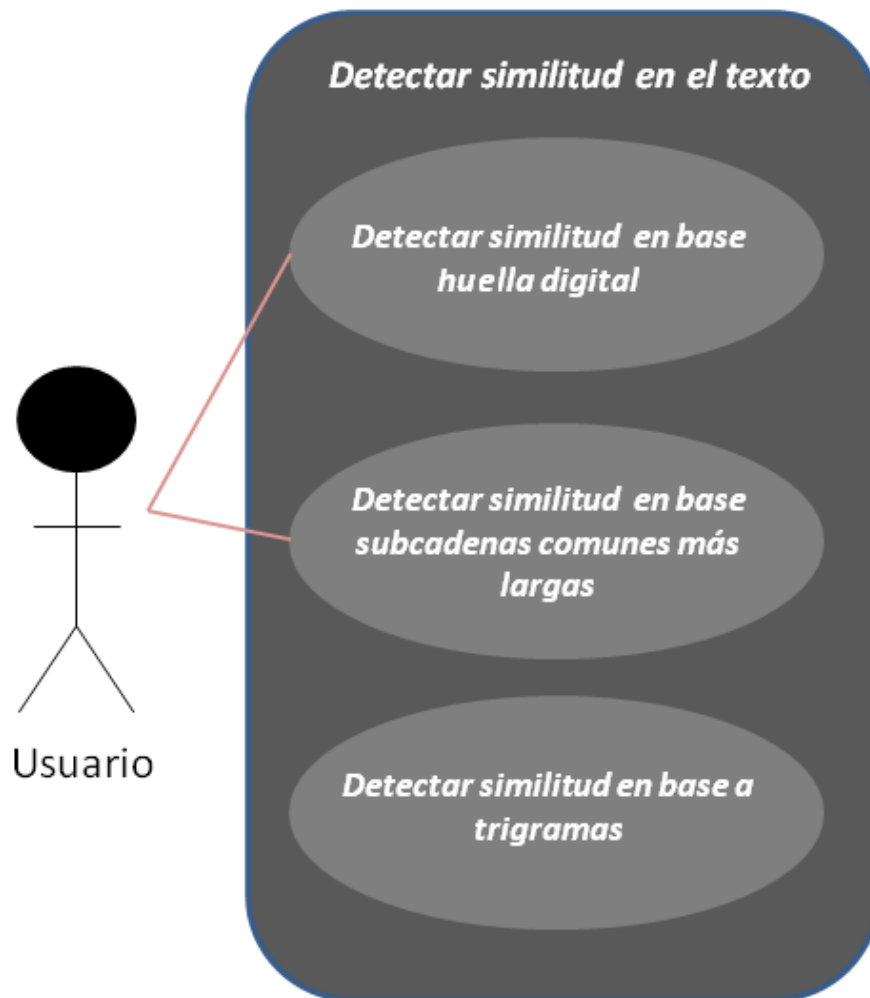 Detectar similitud en el texto
Detectar similitud en base
huella digital
Detectar similitud en base
subcadenas comunes más
largas
Detectar similitud en base a
trigramas
Usuario